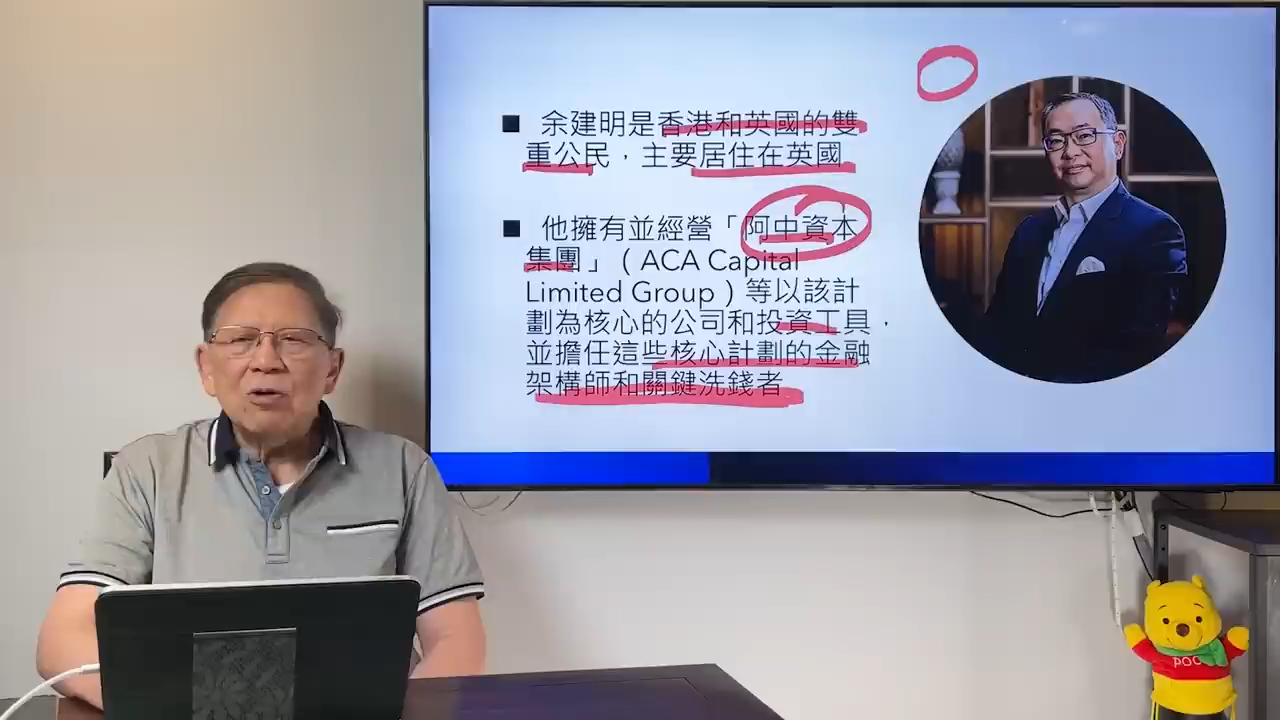 ■ 余建明是香港和英國的雙
重公民，主要居住在英國
■ 他擁有並經營「阿中資本
集團」（ACA Capital
Limited Group）等以該計
劃為核心的公司和投資工具，
並擔任這些核心計劃的金融
架構師和關鍵洗錢者